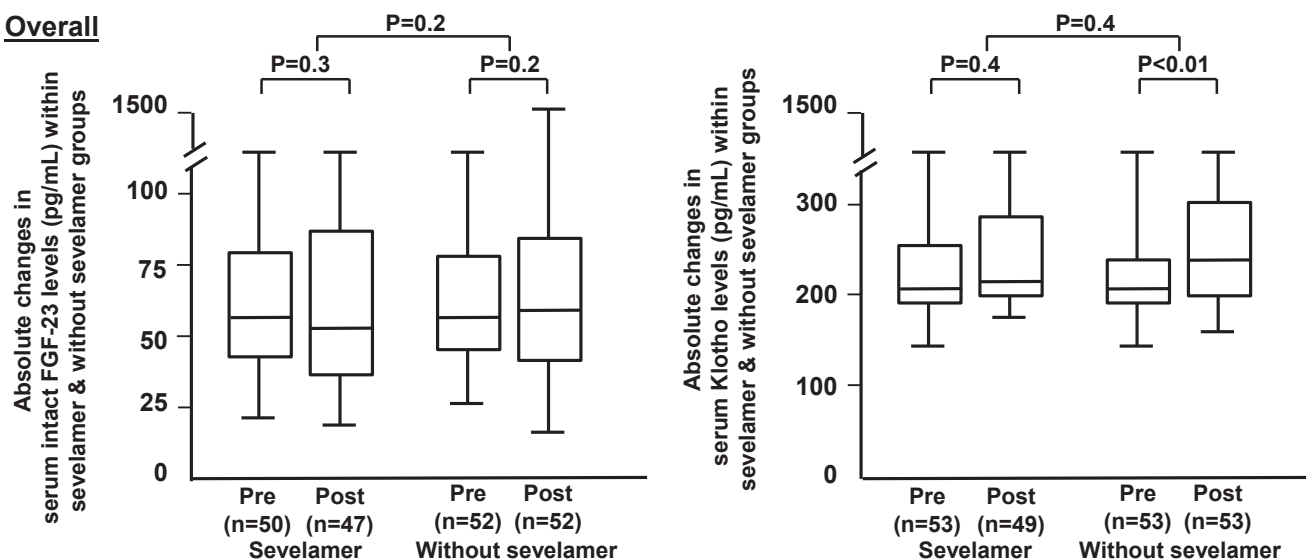 Overall
P=0.2
P=0.3
P=0.2
Absolute changes in
serum intact FGF-23 levels (pg/mL) within
sevelamer & without sevelamer groups
1500
100
75
50
25
0
Pre
Post
Pre
Post
(n=50)
(n=47)
(n=52)
(n=52)
Sevelamer
Without sevelamer
P=0.4
P=0.4
P<0.01
Absolute changes in
serum Klotho levels (pg/mL) within
sevelamer & without sevelamer groups
1500
300
200
100
0
Pre
Post
Pre
Post
(n=53)
(n=49)
(n=53)
(n=53)
Sevelamer
Without sevelamer